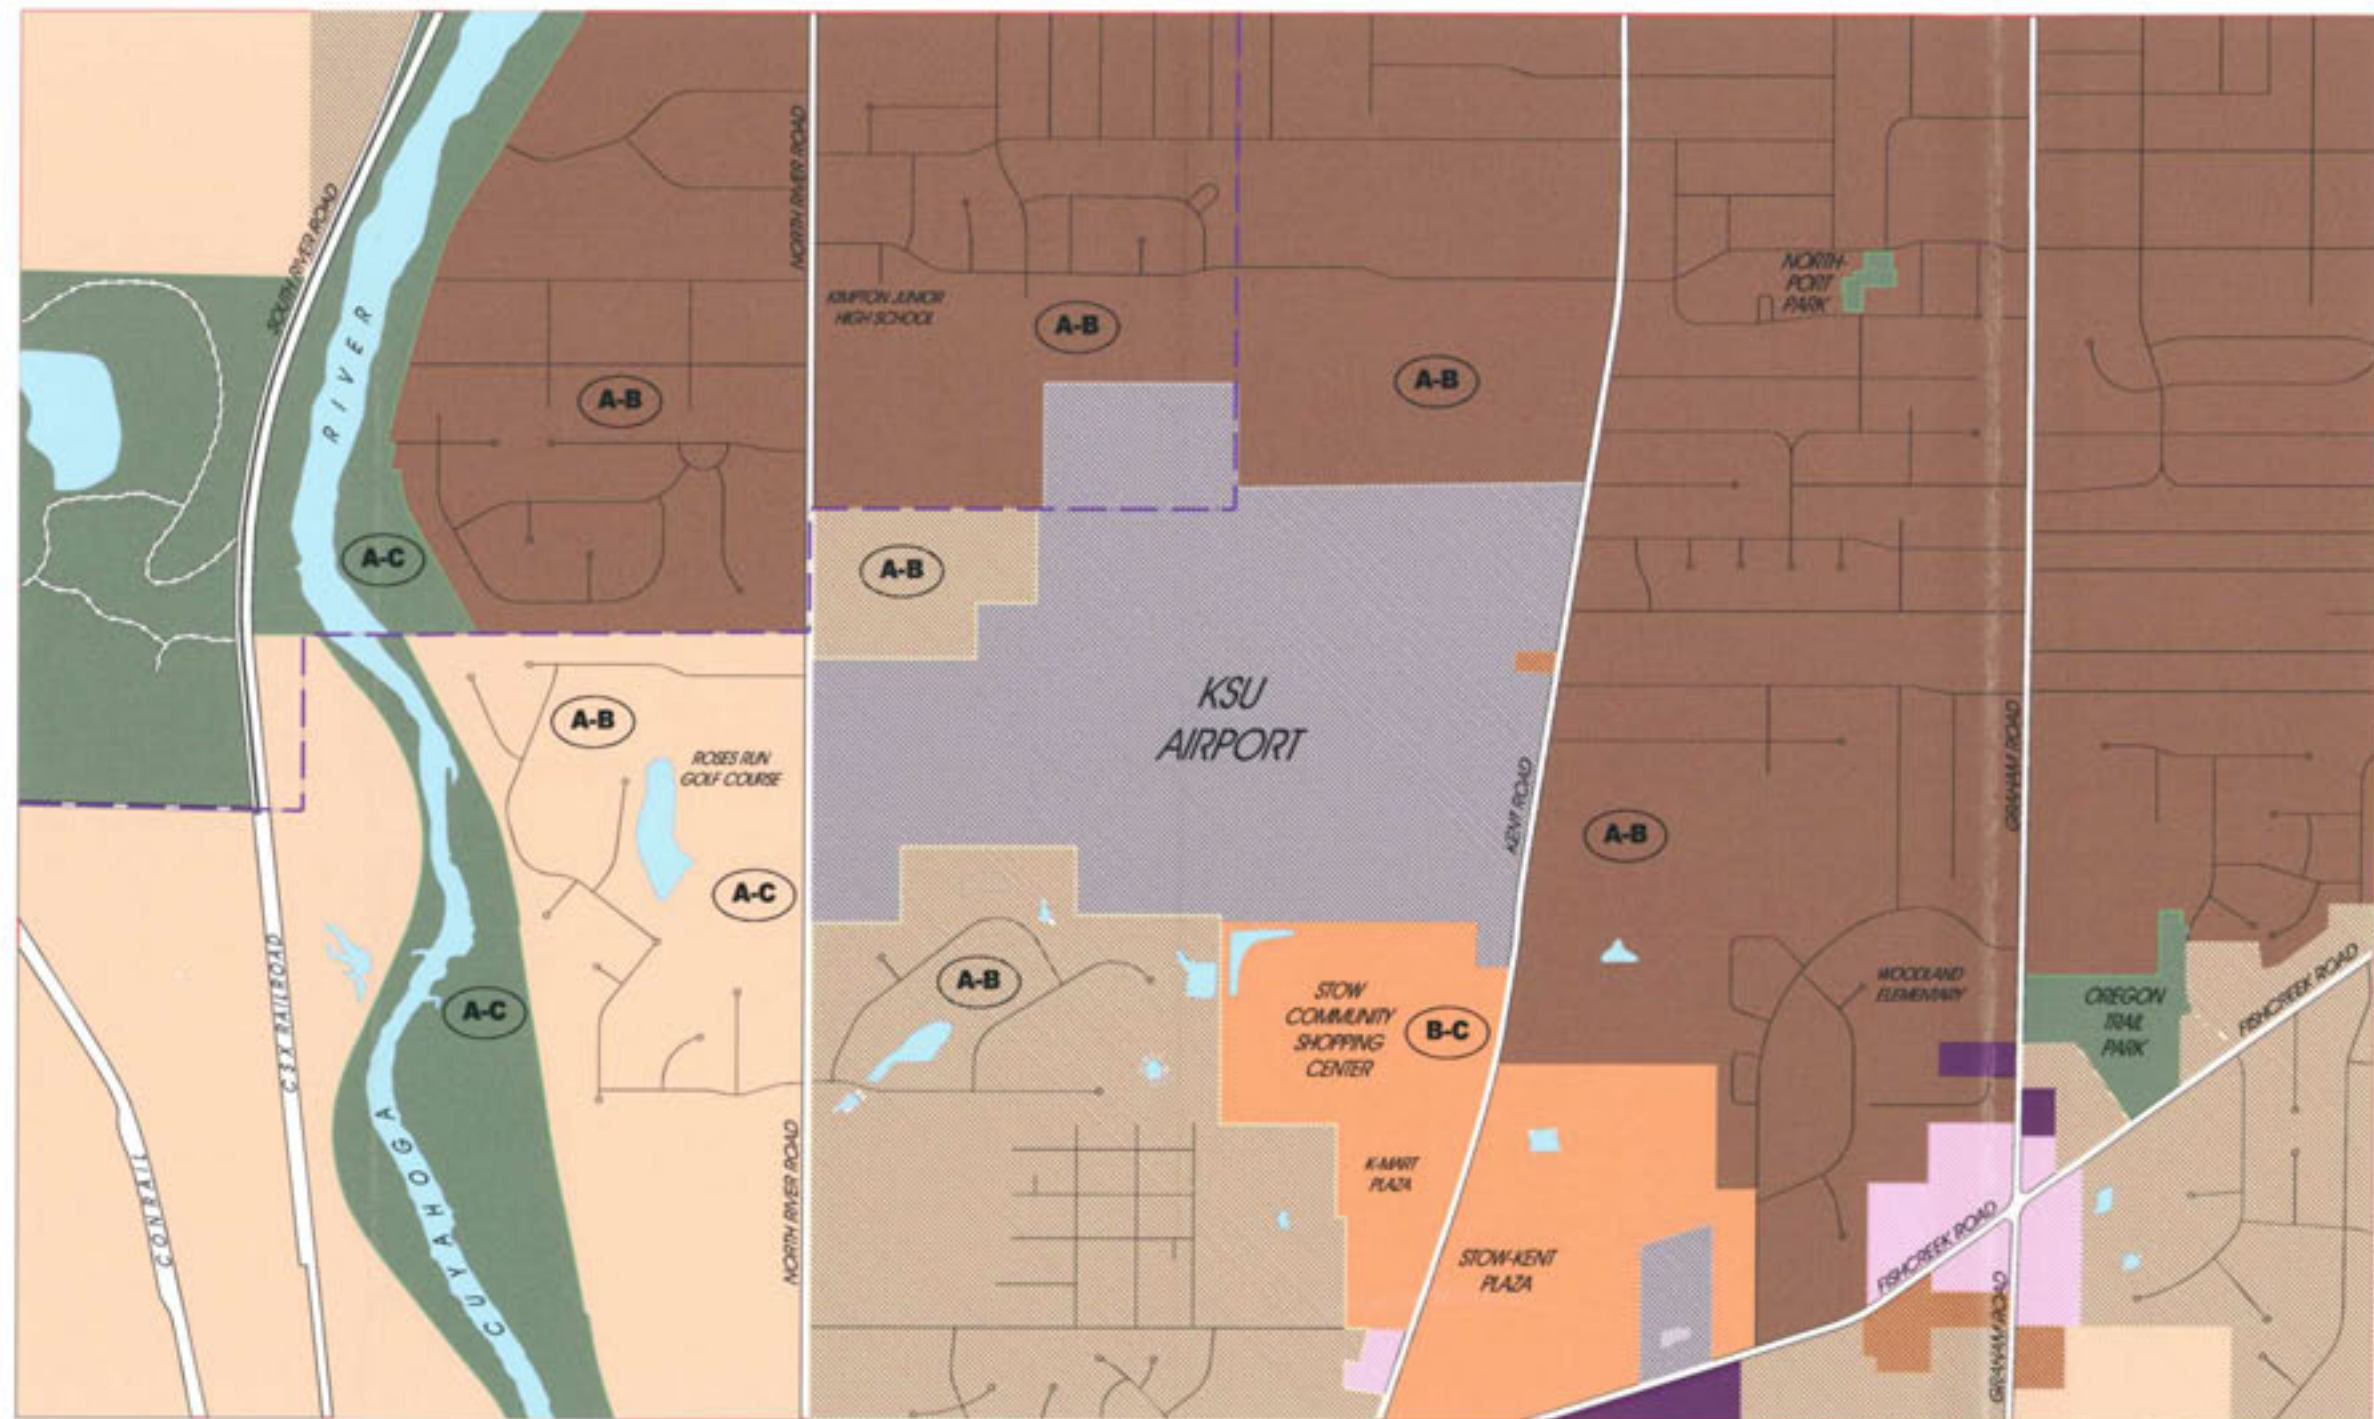 SOUTH RIVER ROAD
RIVER
NORTH RIVER ROAD
KIMPTON JUNIOR
HIGH SCHOOL
A-B
A-B
A-B
NORTH-
PORT
PARK
A-C
A-B
KSU
AIRPORT
A-B
ROSES RUN
GOLF COURSE
A-C
KENT ROAD
A-B
GRAHAM ROAD
A-C
A-B
STOW
COMMUNITY
SHOPPING
CENTER
B-C
WOODLAND
ELEMENTARY
OREGON
TRAIL
PARK
FISHCREEK ROAD
CSX RAILROAD
CONRAIL
CUYAHOGA
NORTH RIVER ROAD
K-MART
PLAZA
STOW-KENT
PLAZA
FISHCREEK ROAD
GRAHAM ROAD